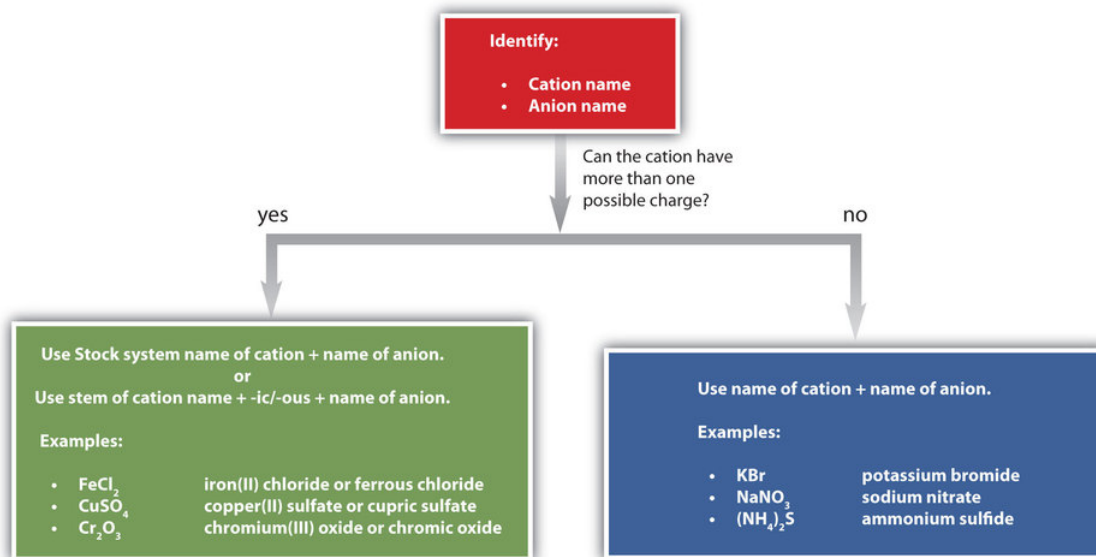 Identify:
• Cation name
• Anion name
Can the cation have
more than one
possible charge?
yes
no
Use Stock system name of cation + name of anion.
or
Use stem of cation name + -ic/-ous + name of anion.
Examples:
• FeCl₂ iron(II) chloride or ferrous chloride
• CuSO₄ copper(II) sulfate or cupric sulfate
• Cr₂O₃ chromium(III) oxide or chromic oxide
Use name of cation + name of anion.
Examples:
• KBr potassium bromide
• NaNO₃ sodium nitrate
• (NH₄)₂S ammonium sulfide